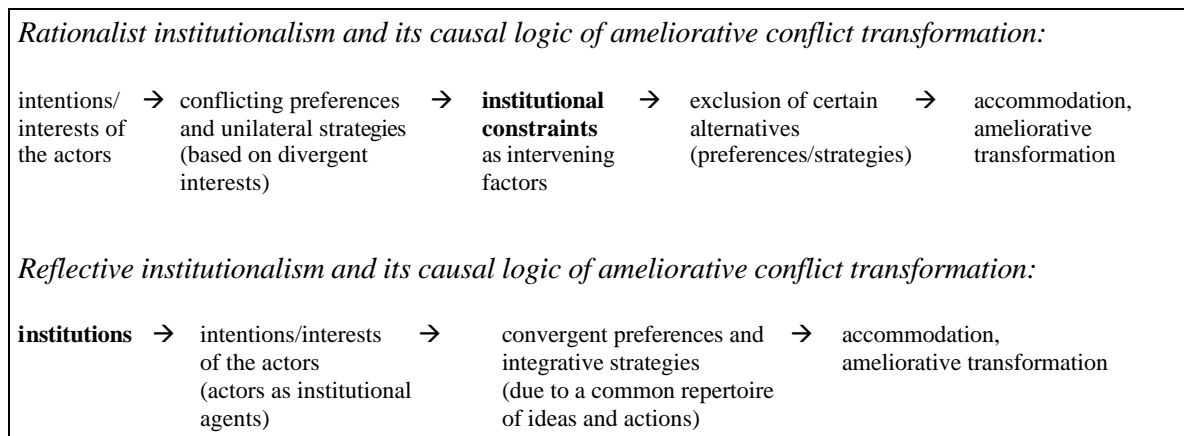 Rationalist institutionalism and its causal logic of ameliorative conflict transformation:
intentions/ → conflicting preferences → institutional → exclusion of certain → accommodation,
interests of and unilateral strategies constraints alternatives ameliorative
the actors (based on divergent as intervening (preferences/strategies) transformation
interests) factors
Reflective institutionalism and its causal logic of ameliorative conflict transformation:
institutions → intentions/interests → convergent preferences and → accommodation,
of the actors integrative strategies ameliorative transformation
(actors as institutional (due to a common repertoire
agents) of ideas and actions)